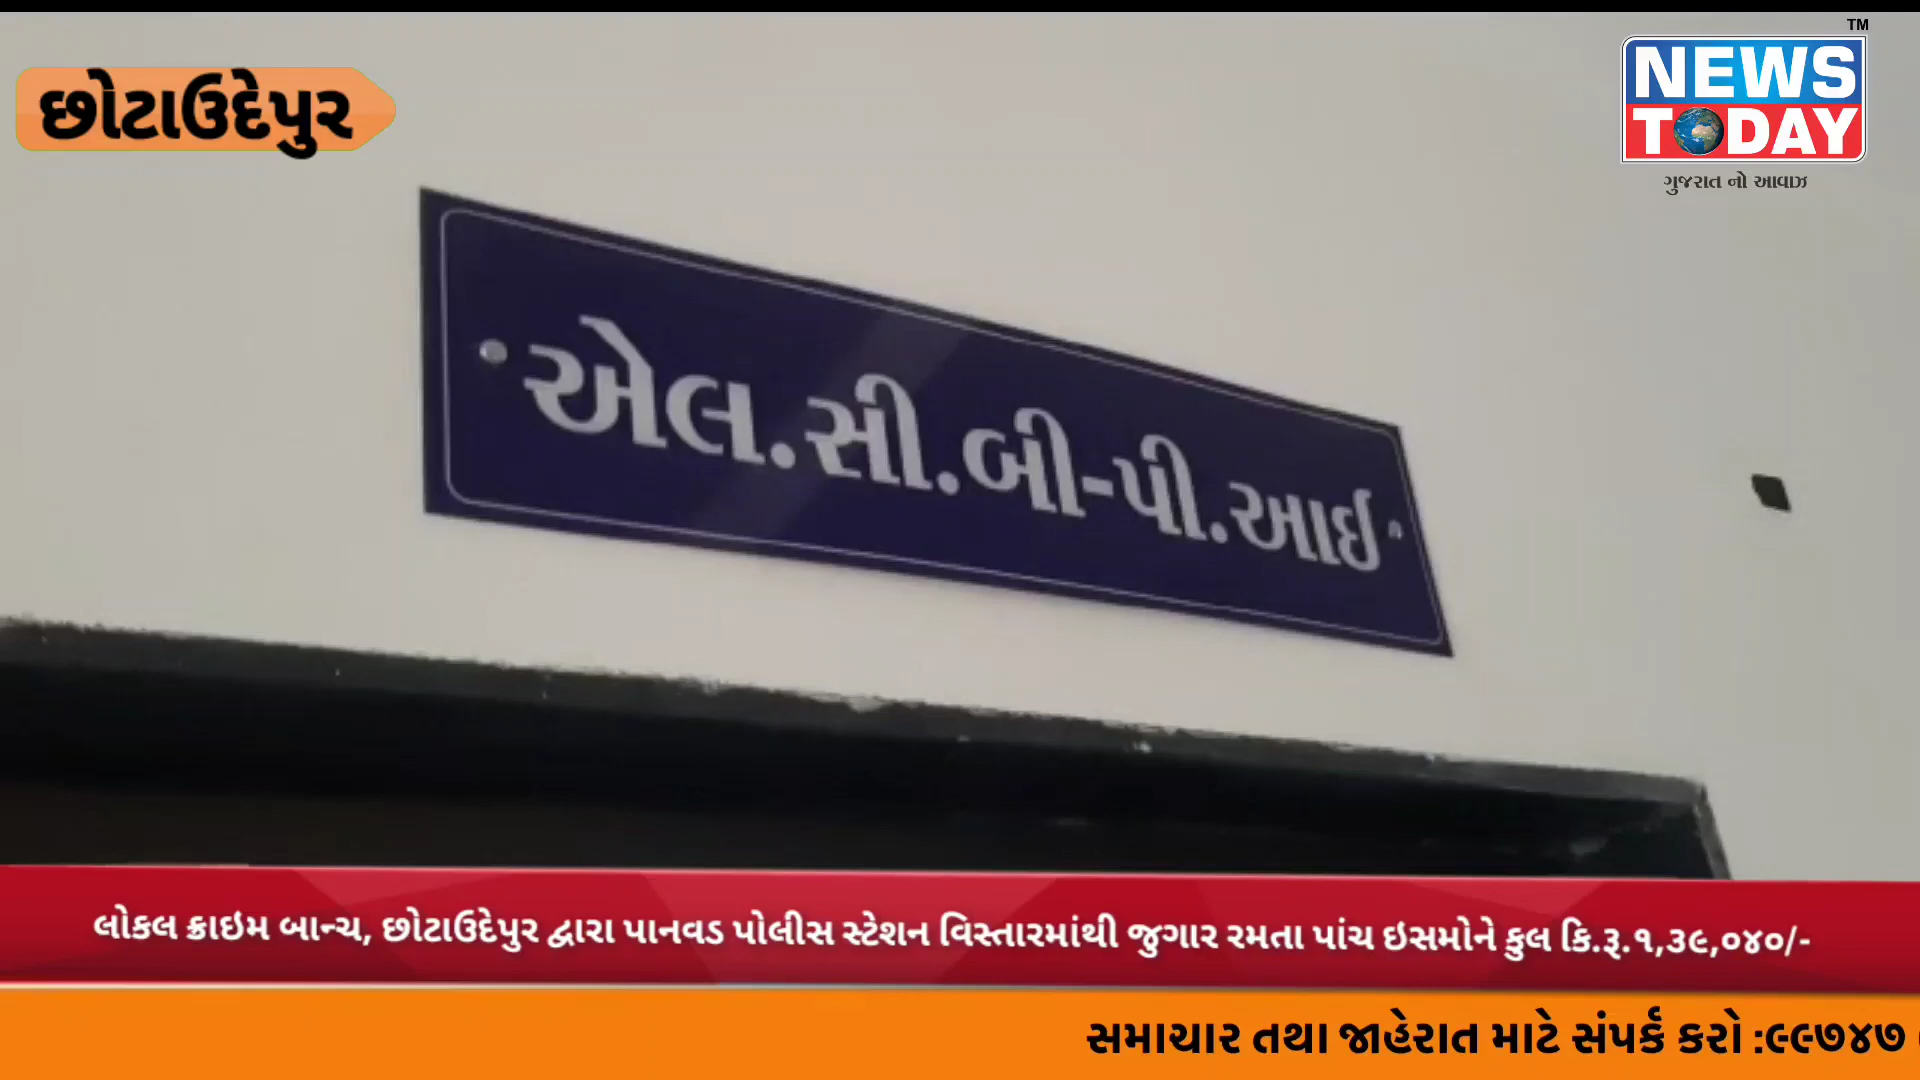 TM
છોટાઉદેપુર
NEWS
TODAY
ગુજરાત નો આવાઝ
એલ.સી.બી-પી.આઈ
લોકલ ક્રાઇમ બાન્ચ, છોટાઉદેપુર દ્વારા પાનવડ પોલીસ સ્ટેશન વિસ્તારમાંથી જુગાર રમતા પાંચ ઇસમોને કુલ કિ.રૂ.૧,૩૯,૦૪૦/-
સમાચાર તથા જાહેરાત માટે સંપર્ક કરો :૯૯૭૪૭